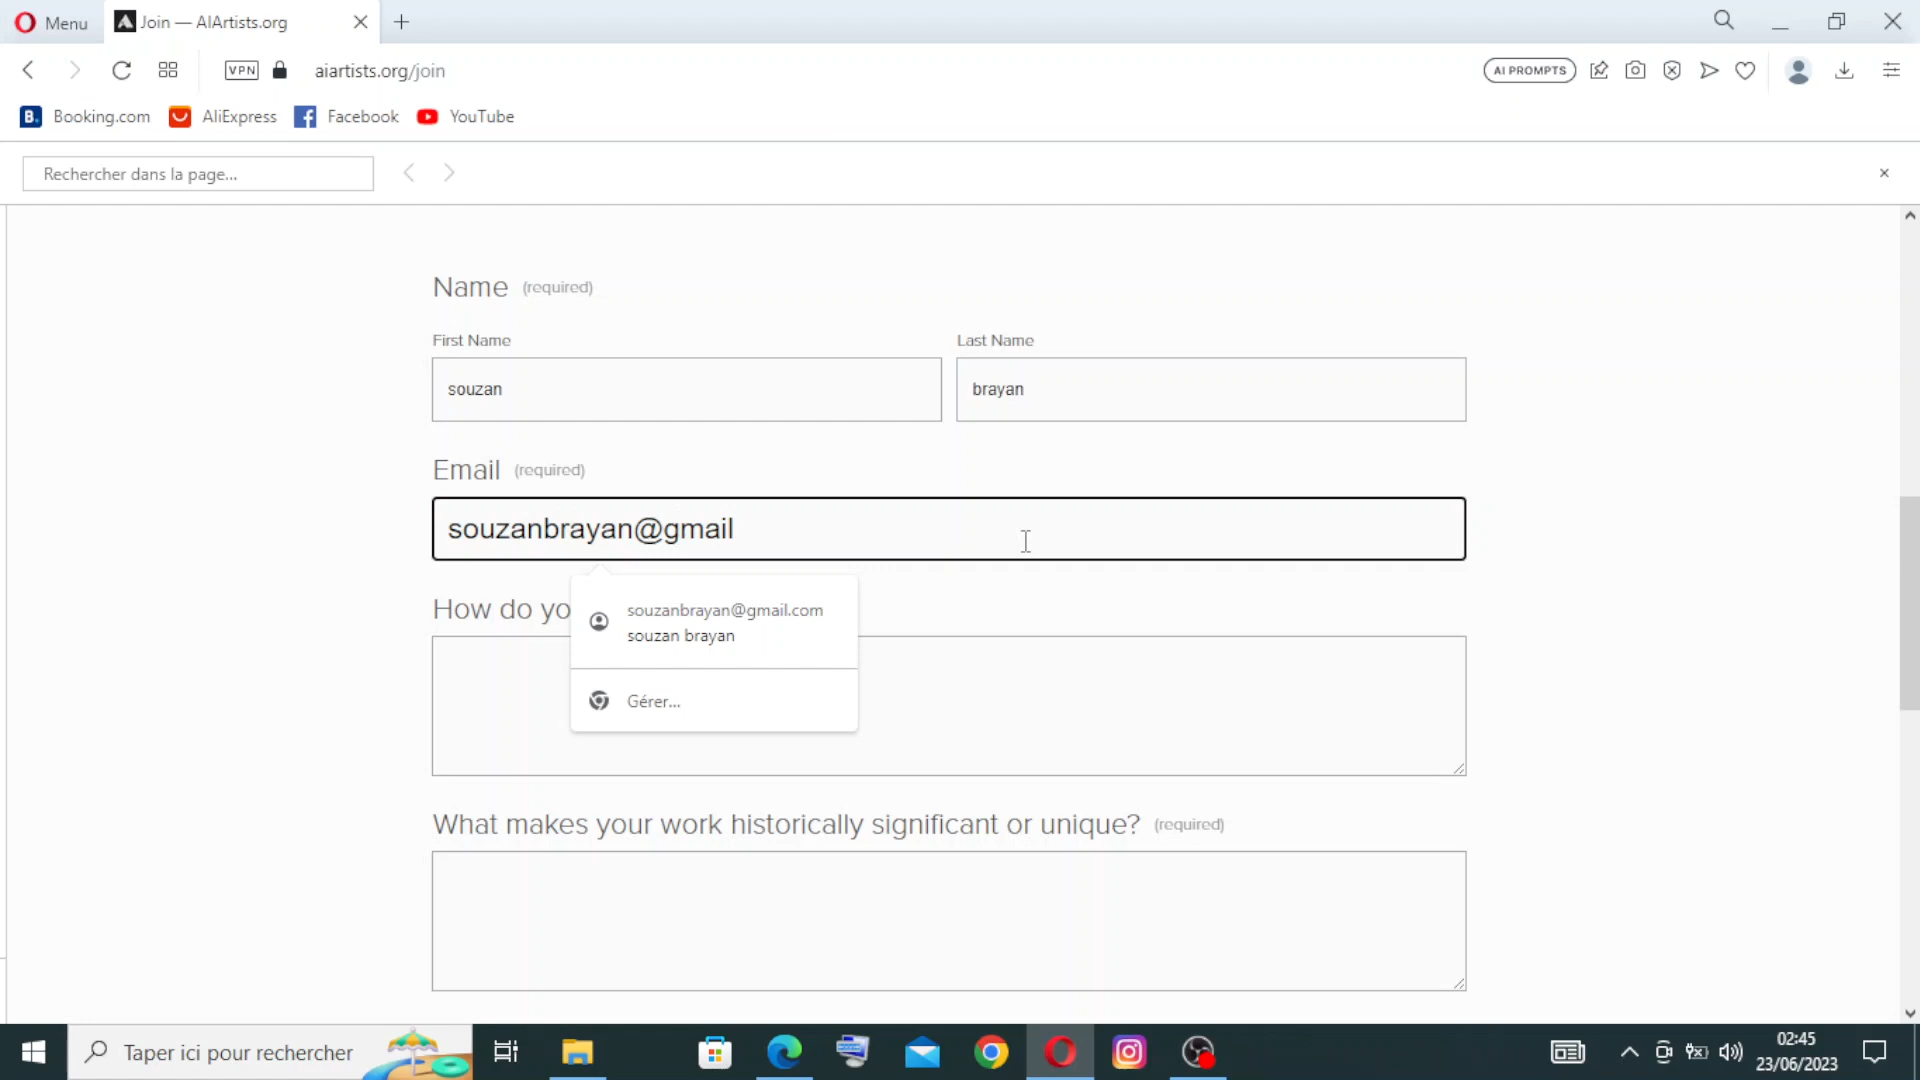 Menu
Join — AIArtists.org
VPN
aiartists.org/join
AI PROMPTS
B. Booking.com
AliExpress
Facebook
YouTube
Rechercher dans la page...
Name (required)
First Name
Last Name
souzan
brayan
Email (required)
souzanbrayan@gmail
souzanbrayan@gmail.com
souzan brayan
Gérer...
How do yo
What makes your work historically significant or unique? (required)
Taper ici pour rechercher
02:45
23/06/2023